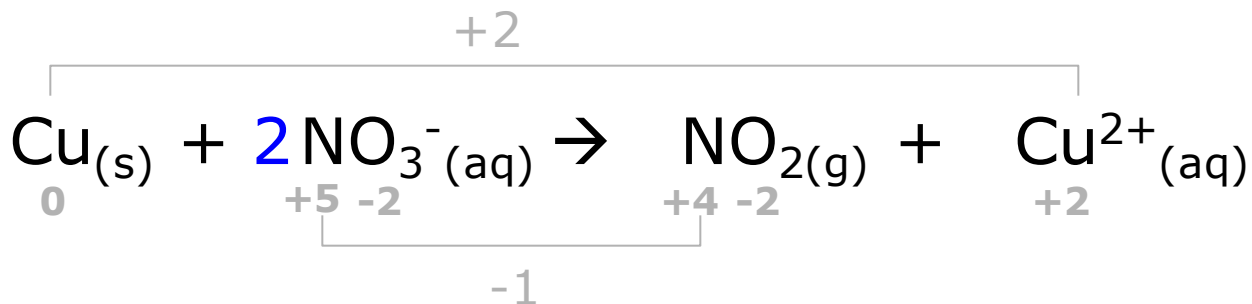 +2
Cu(s) + 2NO₃⁻(aq) → NO₂(g) + Cu²⁺(aq)
0 +5 -2 +4 -2 +2
-1